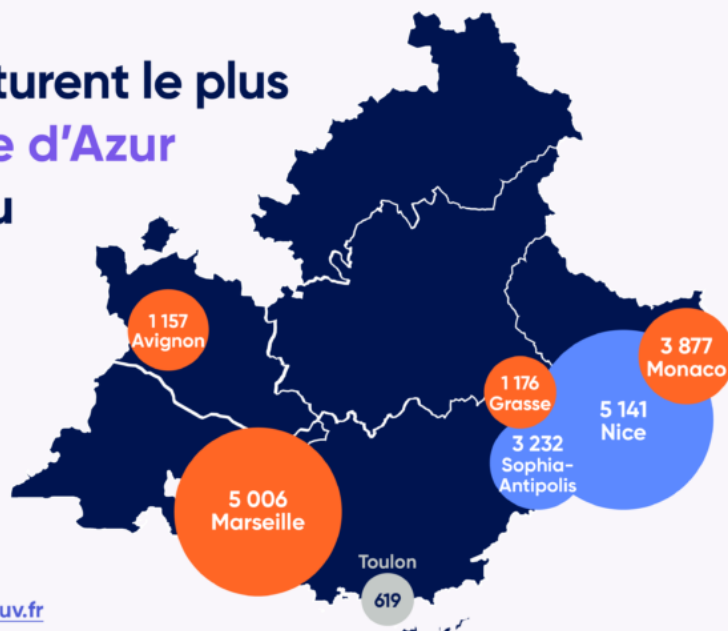 turent le plus
e d'Azur
u
1 157
Avignon
3 877
Monaco
1 176
Grasse
5 141
Nice
3 232
Sophia-
Antipolis
5 006
Marseille
Toulon
619
uv.fr